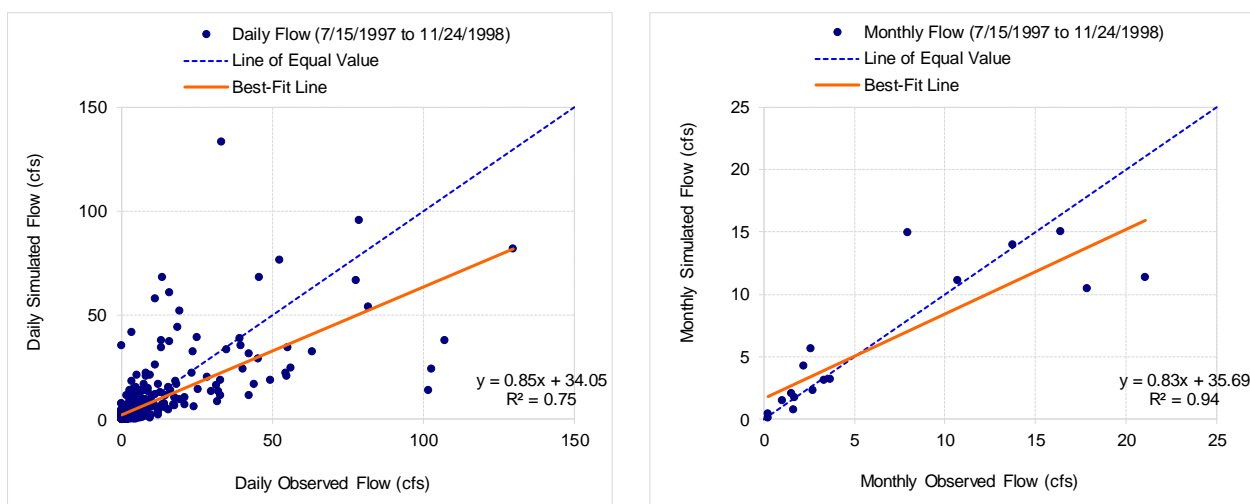 Daily Flow (7/15/1997 to 11/24/1998)
Line of Equal Value
Best-Fit Line
150
100
50
0
Daily Simulated Flow (cfs)
y = 0.85x + 34.05
R² = 0.75
0 50 100 150
Daily Observed Flow (cfs)
Monthly Flow (7/15/1997 to 11/24/1998)
Line of Equal Value
Best-Fit Line
25
20
15
10
5
0
Monthly Simulated Flow (cfs)
y = 0.83x + 35.69
R² = 0.94
0 5 10 15 20 25
Monthly Observed Flow (cfs)